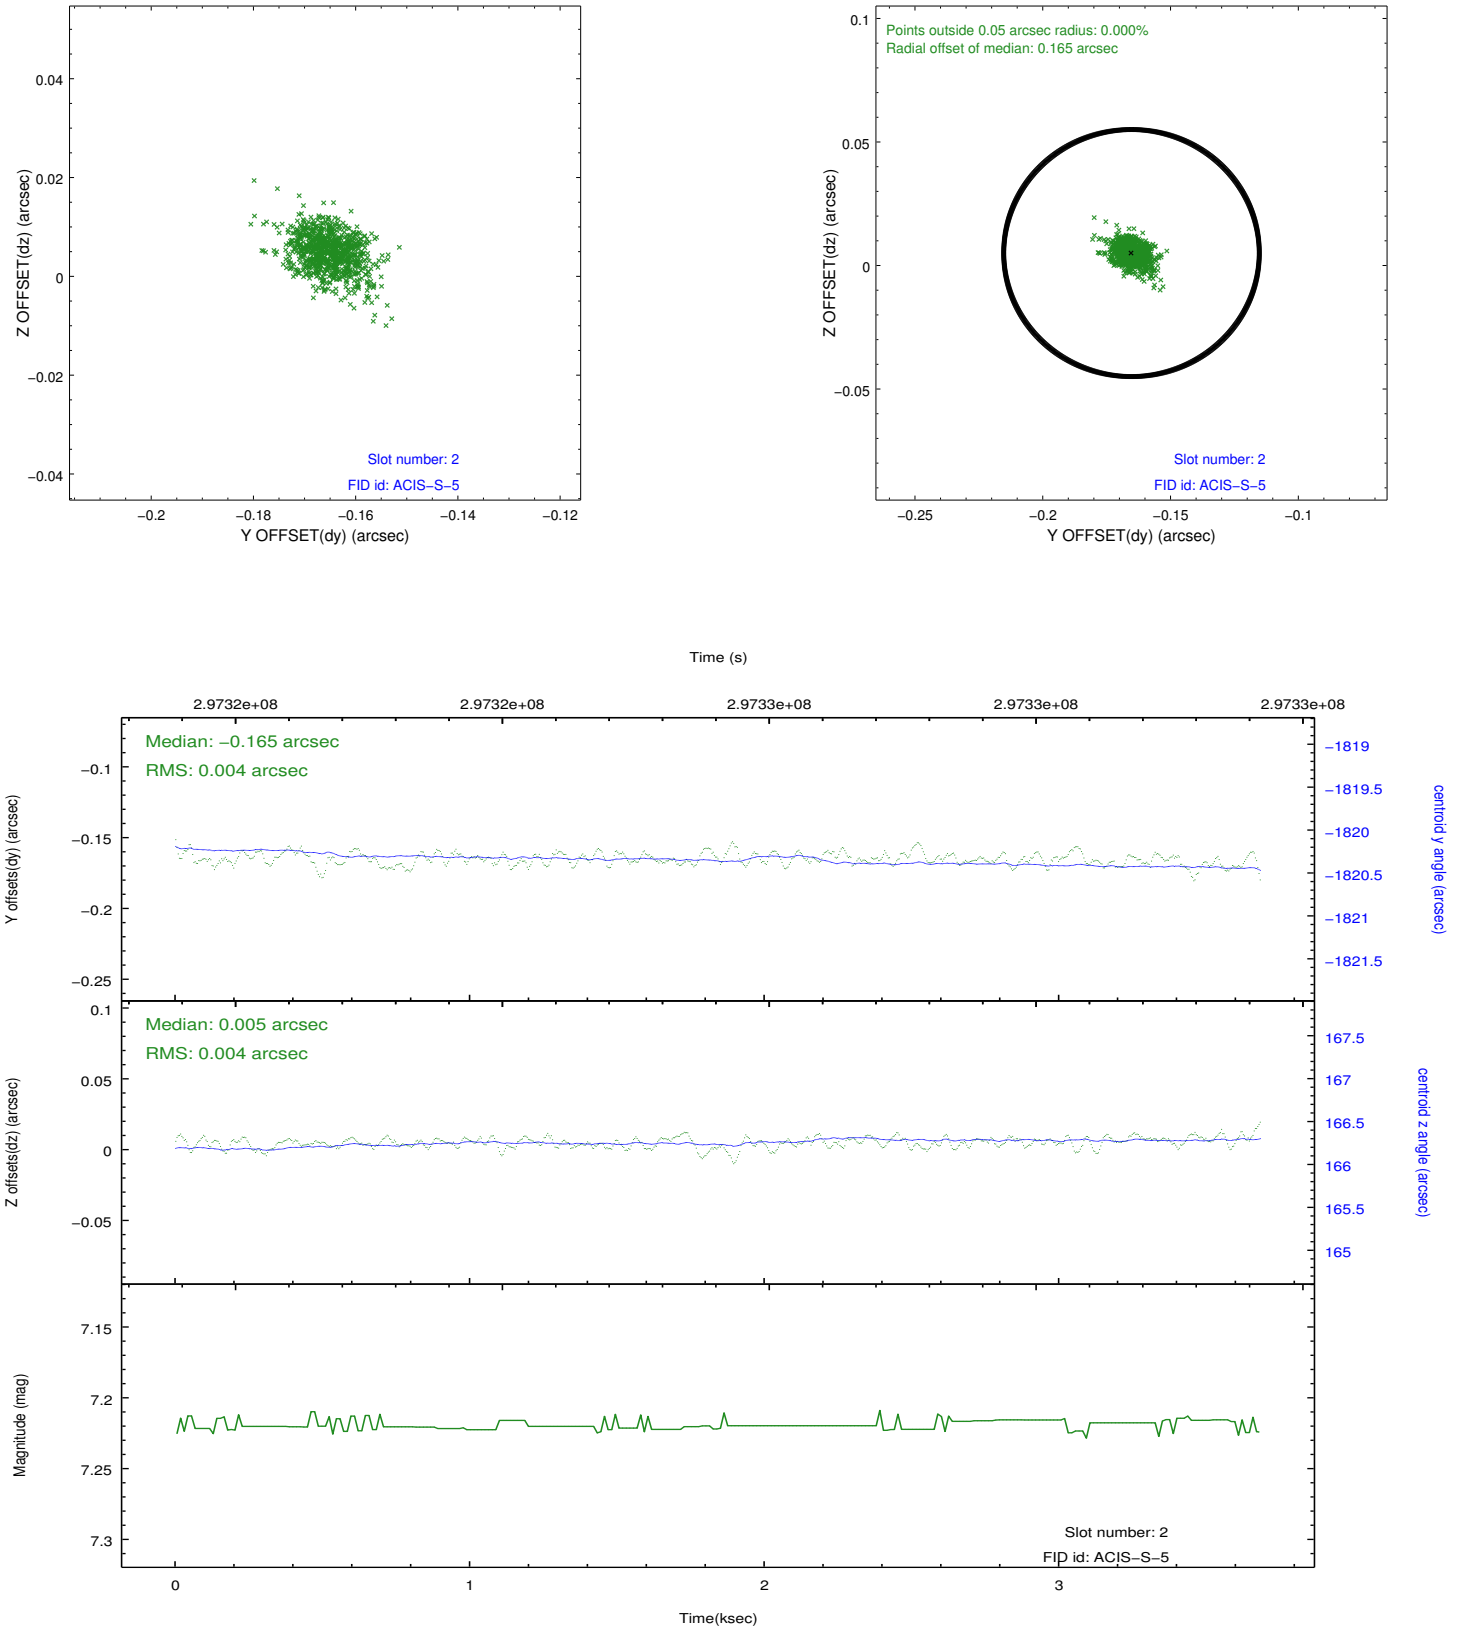 0.04
0.02
0
−0.02
−0.04
Z OFFSET(dz) (arcsec)
Slot number: 2
FID id: ACIS−S−5
−0.2
−0.18
−0.16
−0.14
−0.12
Y OFFSET(dy) (arcsec)
0.1
0.05
0
−0.05
Z OFFSET(dz) (arcsec)
Points outside 0.05 arcsec radius: 0.000%
Radial offset of median: 0.165 arcsec
Slot number: 2
FID id: ACIS−S−5
−0.25
−0.2
−0.15
−0.1
Y OFFSET(dy) (arcsec)
Time (s)
2.9732e+08
2.9732e+08
2.9733e+08
2.9733e+08
2.9733e+08
Median: −0.165 arcsec
RMS: 0.004 arcsec
−0.1
−0.15
−0.2
−0.25
Y offsets(dy) (arcsec)
−1819
−1819.5
−1820
−1820.5
−1821
−1821.5
centroid y angle (arcsec)
Median: 0.005 arcsec
RMS: 0.004 arcsec
0.1
0.05
0
−0.05
Z offsets(dz) (arcsec)
167.5
167
166.5
166
165.5
165
centroid z angle (arcsec)
7.15
7.2
7.25
7.3
Magnitude (mag)
Slot number: 2
FID id: ACIS−S−5
0
1
2
3
Time(ksec)